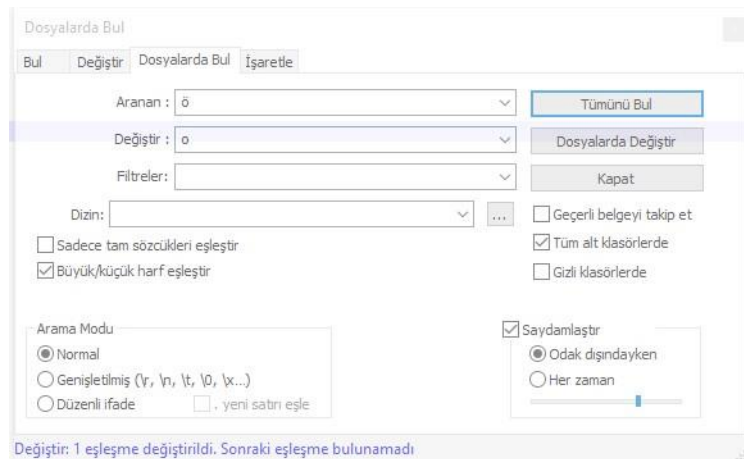 Dosyalarda Bul
Bul Değiştir Dosyalarda Bul İşaretle
Aranan : ö Tümünü Bul
Değiştir : o Dosyalarda Değiştir
Filtreler: Kapat
Dizin: ... Geçerli belgeyi takip et
Sadece tam sözcükleri eşleştir Tüm alt klasörlerde
Büyük/küçük harf eşleştir Gizli klasörlerde
Arama Modu Saydamlaştır
Normal Odak dışındayken
Genişletilmiş (\r, \n, \t, \0, \x...) Her zaman
Düzenli ifade . yeni satırı eşle
Değiştir: 1 eşleşme değiştirildi. Sonraki eşleşme bulunamadı